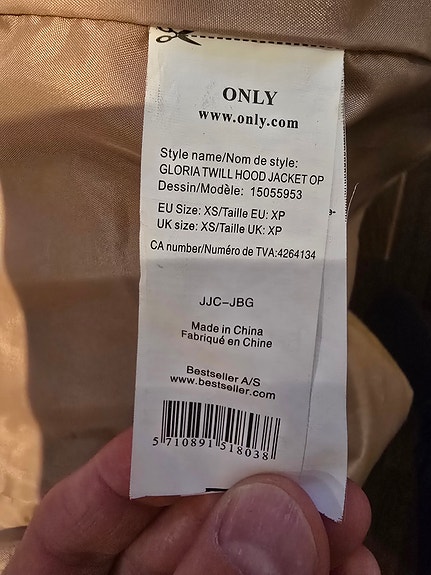 ONLY
www.only.com
Style name/Nom de style:
GLORIA TWILL HOOD JACKET OP
Dessin/Modèle: 15055953
EU Size: XS/Taille EU: XP
UK size: XS/Taille UK: XP
CA number/Numéro de TVA:4264134
JJC-JBG
Made in China
Fabriqué en Chine
Bestseller A/S
www.bestseller.com
5 710891 518038